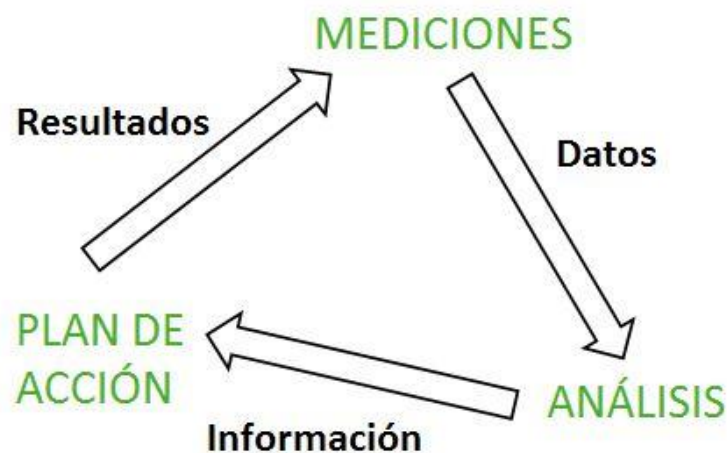 MEDICIONES
Resultados
Datos
PLAN DE
ACCIÓN
ANÁLISIS
Información